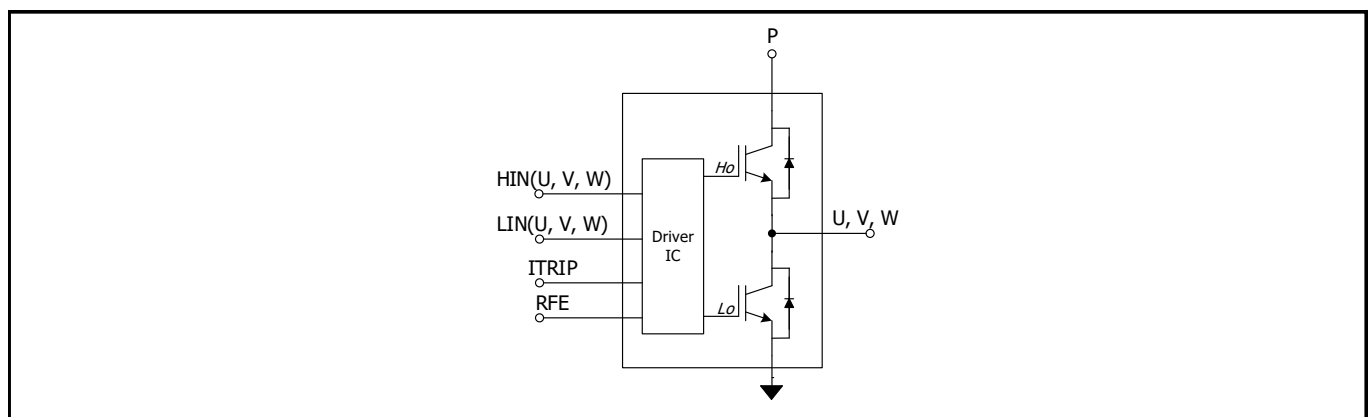 P
HIN(U, V, W)
Ho
LIN(U, V, W)
U, V, W
Driver
IC
ITRIP
RFE
Lo